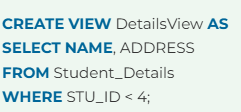 CREATE VIEW DetailsView AS
SELECT NAME, ADDRESS
FROM Student_Details
WHERE STU_ID < 4;